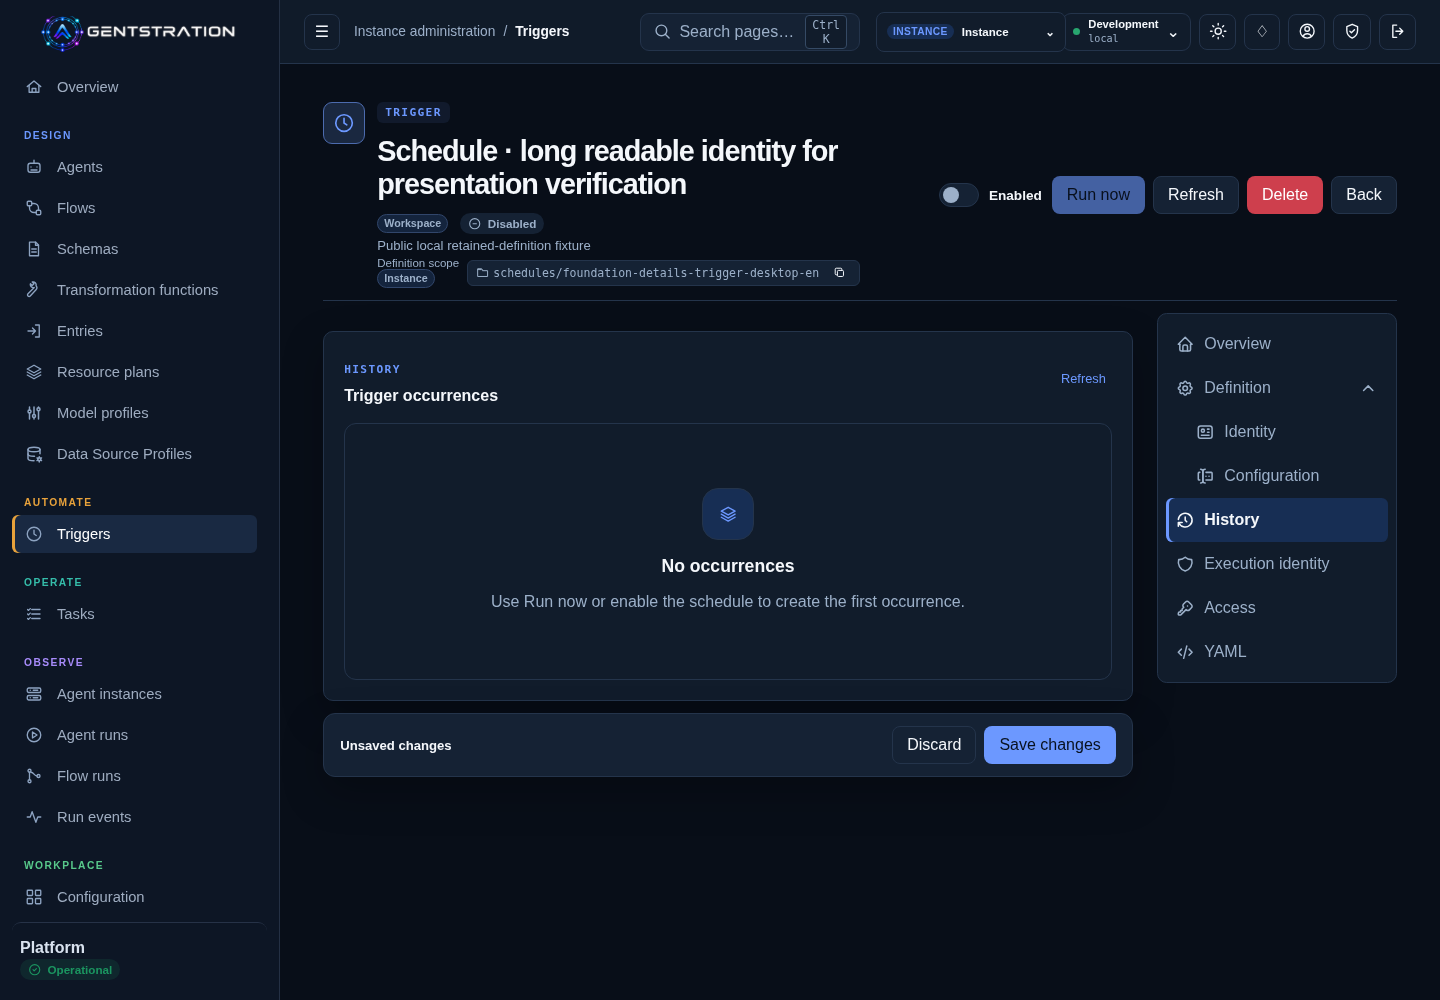 GENTSTRATION
Overview
DESIGN
Agents
Flows
Schemas
Transformation functions
Entries
Resource plans
Model profiles
Data Source Profiles
AUTOMATE
Triggers
OPERATE
Tasks
OBSERVE
Agent instances
Agent runs
Flow runs
Run events
WORKPLACE
Configuration
Platform
Operational
Instance administration / Triggers
Search pages… Ctrl K
INSTANCE Instance
Development
local
TRIGGER
Schedule · long readable identity for
presentation verification
Workspace Disabled
Public local retained-definition fixture
Definition scope
Instance
schedules/foundation-details-trigger-desktop-en
Enabled Run now Refresh Delete Back
HISTORY
Trigger occurrences
Refresh
No occurrences
Use Run now or enable the schedule to create the first occurrence.
Unsaved changes
Discard Save changes
Overview
Definition
Identity
Configuration
History
Execution identity
Access
YAML